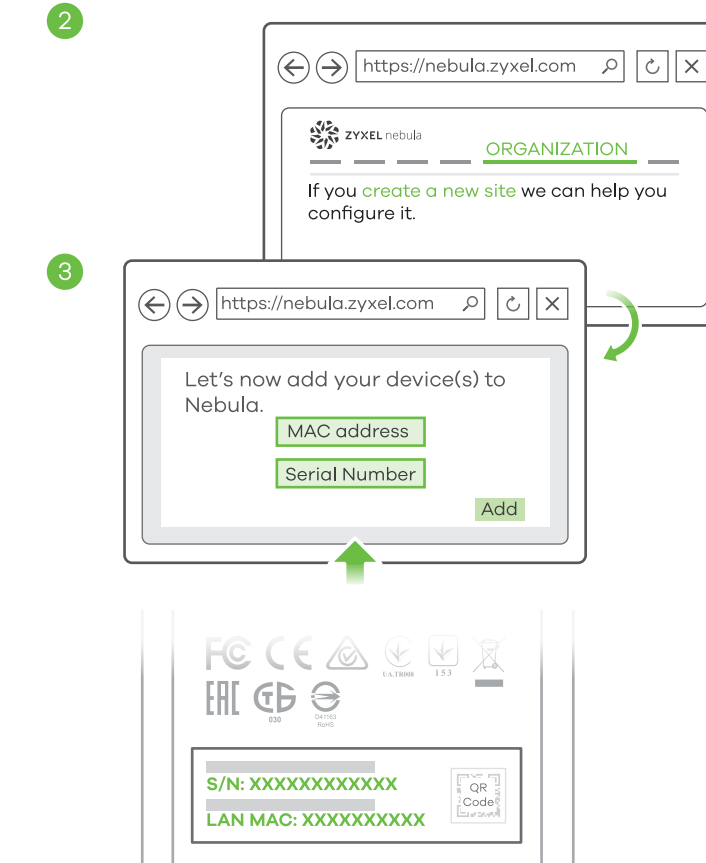 2
https://nebula.zyxel.com
ZYXEL nebula
ORGANIZATION
If you create a new site we can help you
configure it.
3
https://nebula.zyxel.com
Let's now add your device(s) to
Nebula.
MAC address
Serial Number
Add
FC CE
UA.TR008
153
EAC
030
D41163
RoHS
S/N: XXXXXXXXXXXX
QR
Code
LAN MAC: XXXXXXXXXX